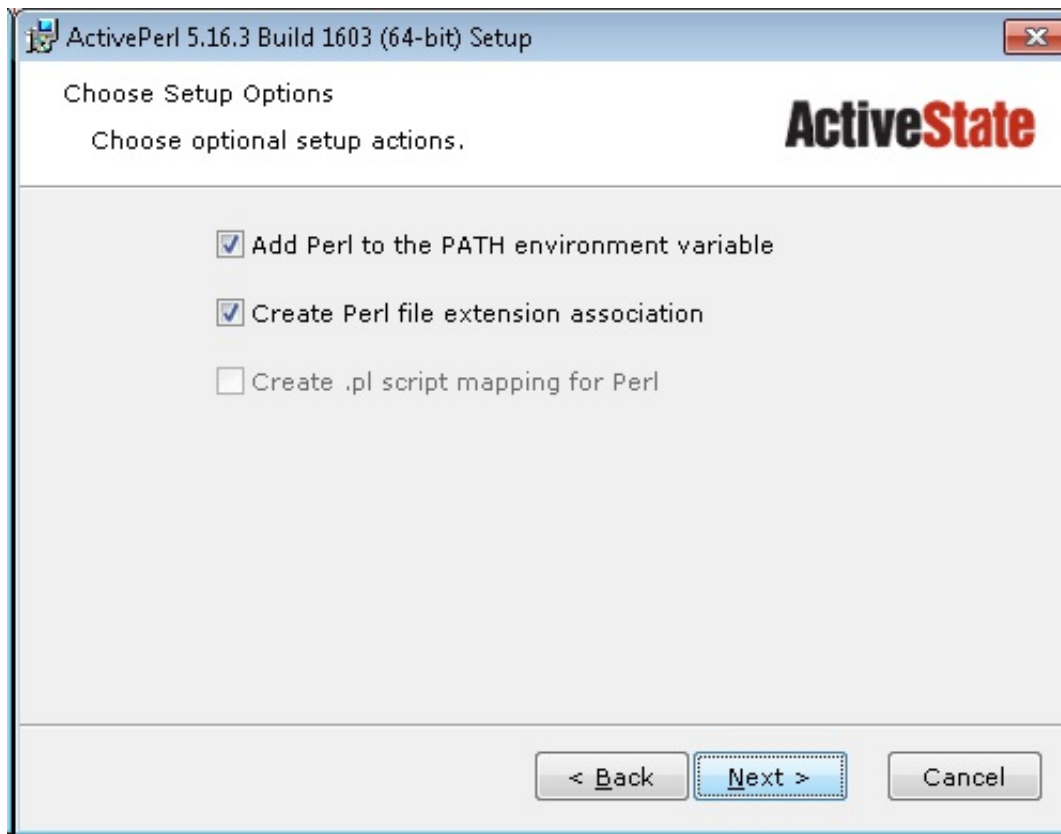 ActivePerl 5.16.3 Build 1603 (64-bit) Setup
Choose Setup Options
Choose optional setup actions.
ActiveState
Add Perl to the PATH environment variable
Create Perl file extension association
Create .pl script mapping for Perl
< Back
Next >
Cancel